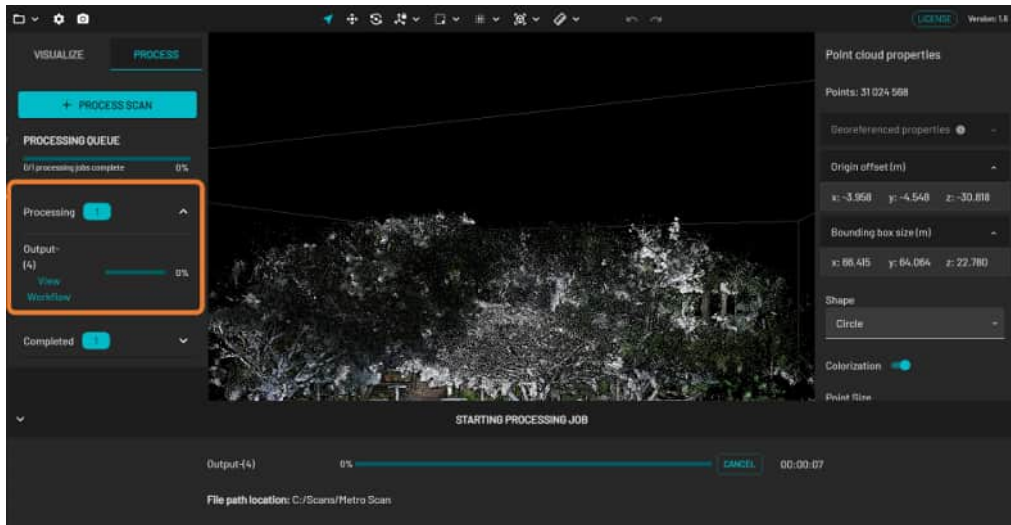 LICENSE Version: 1.6
VISUALIZE PROCESS
+ PROCESS SCAN
PROCESSING QUEUE
0/1 processing jobs complete 0%
Processing 1
Output-
(4)
View
Workflow
0%
Completed 1
Point cloud properties
Points: 31 024 568
Georeferenced properties
Origin offset (m)
x: -3.958 y: -4.548 z: -30.818
Bounding box size (m)
x: 66.415 y: 64.064 z: 22.780
Shape
Circle
Colorization
Point Size
STARTING PROCESSING JOB
Output-(4) 0% CANCEL 00:00:07
File path location: C:/Scans/Metro Scan